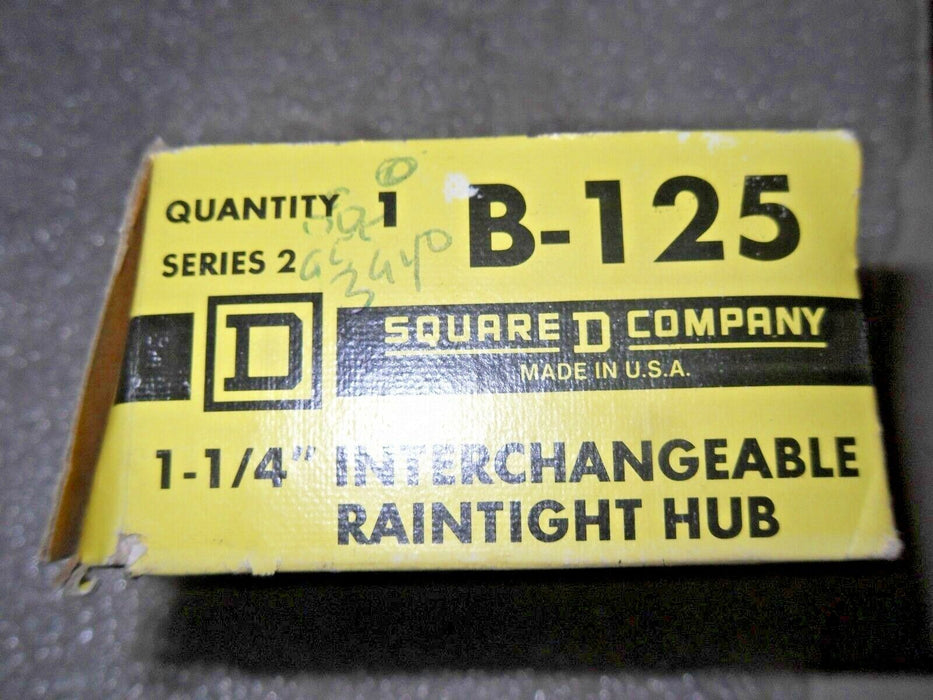 QUANTITY 1
B-125
SERIES 2
D
SQUARE D COMPANY
MADE IN U.S.A.
1-1/4" INTERCHANGEABLE
RAINTIGHT HUB